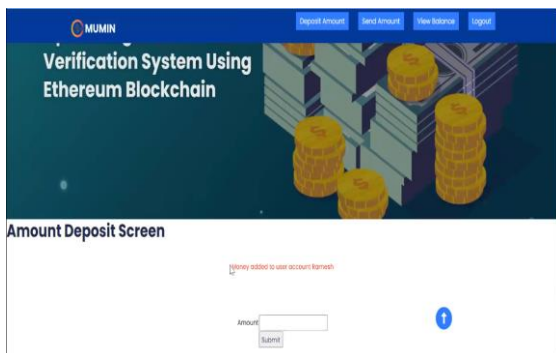 MUMIN
Deposit Amount
Send Amount
View Balance
Logout
Verification System Using
Ethereum Blockchain
Amount Deposit Screen
Money added to user account Ramesh
Amount
Submit